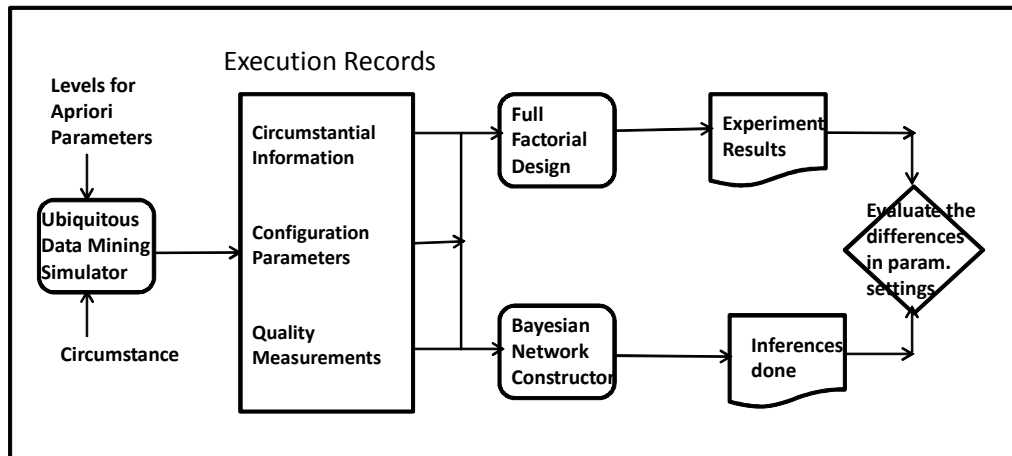 Execution Records
Levels for
Apriori
Parameters
Ubiquitous
Data Mining
Simulator
Circumstance
Circumstantial
Information
Configuration
Parameters
Quality
Measurements
Full
Factorial
Design
Experiment
Results
Bayesian
Network
Constructor
Inferences
done
Evaluate the
differences
in param.
settings